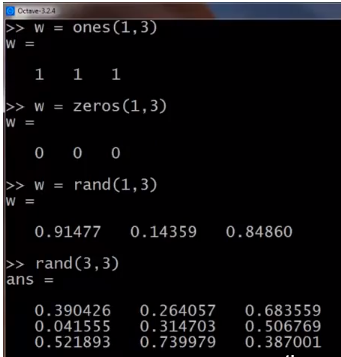 Octave-3.2.4
>> w = ones(1,3)
w =
1 1 1
>> w = zeros(1,3)
w =
0 0 0
>> w = rand(1,3)
w =
0.91477 0.14359 0.84860
>> rand(3,3)
ans =
0.390426 0.264057 0.683559
0.041555 0.314703 0.506769
0.521893 0.739979 0.387001